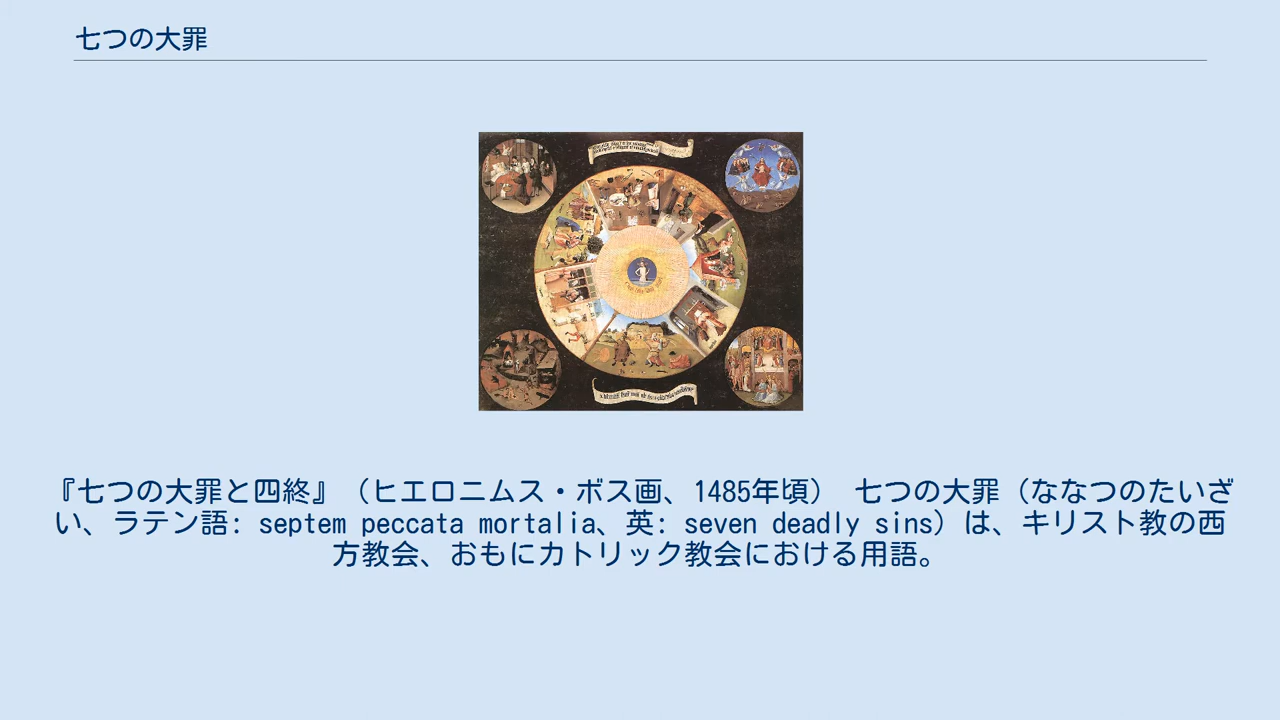 七つの大罪
『七つの大罪と四終』（ヒエロニムス・ボス画、1485年頃） 七つの大罪（ななつのたいざ
い、ラテン語: septem peccata mortalia、英: seven deadly sins）は、キリスト教の西
方教会、おもにカトリック教会における用語。